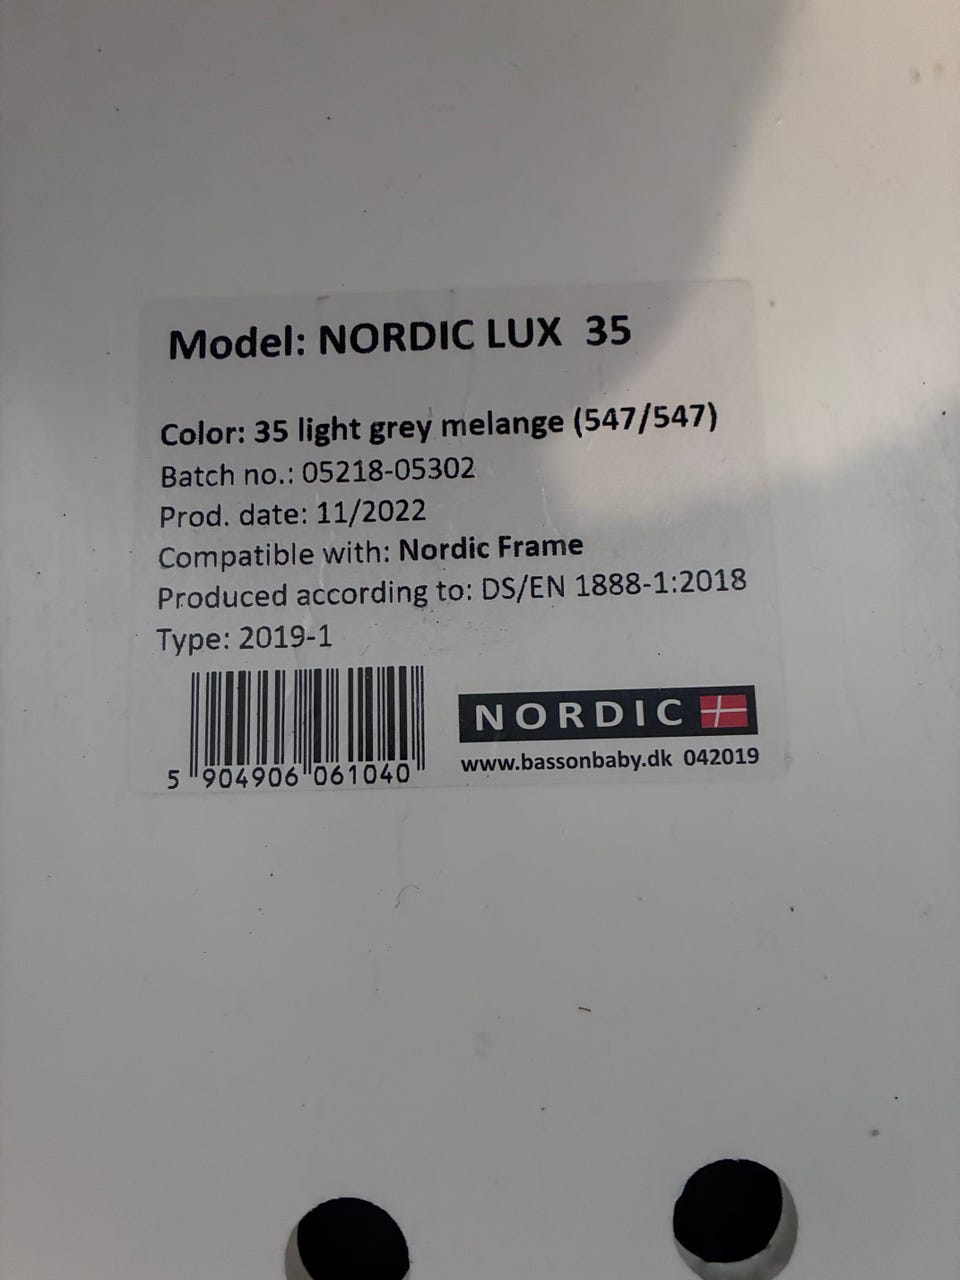 Model: NORDIC LUX 35
Color: 35 light grey melange (547/547)
Batch no.: 05218-05302
Prod. date: 11/2022
Compatible with: Nordic Frame
Produced according to: DS/EN 1888-1:2018
Type: 2019-1
5 904906 061040
NORDIC
www.bassonbaby.dk 042019